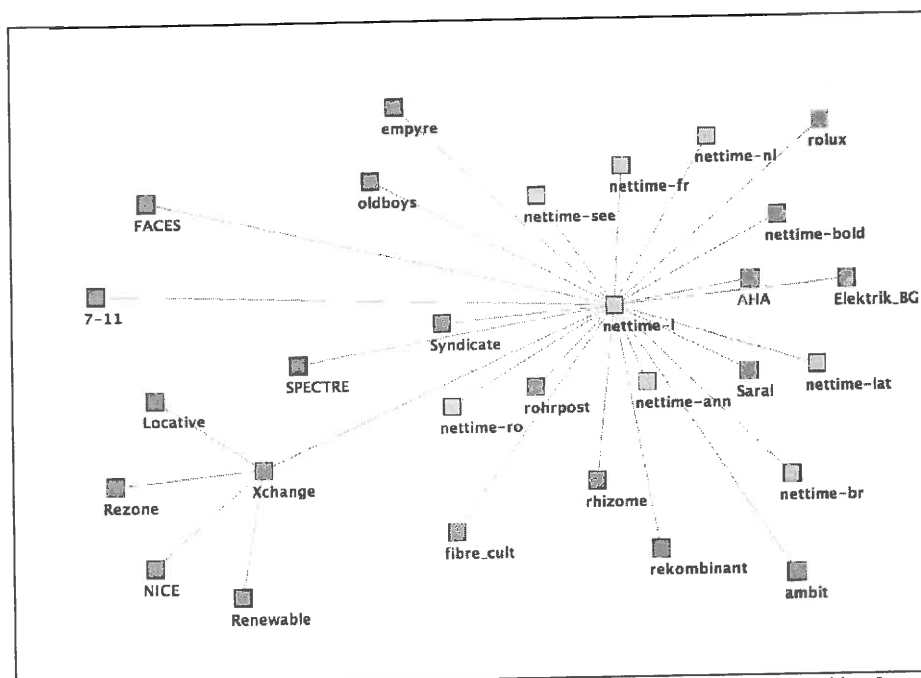 empyre
rolux
nettime-nl
nettime-fr
oldboys
nettime-see
FACES
nettime-bold
AHA
Elektrik_BG
nettime-l
7-11
Syndicate
SPECTRE
Sarai
nettime-lat
nettime-ann
rohrpost
Locative
nettime-ro
nettime-br
Xchange
rhizome
Rezone
fibre_cult
rekombinant
NICE
ambit
Renewable